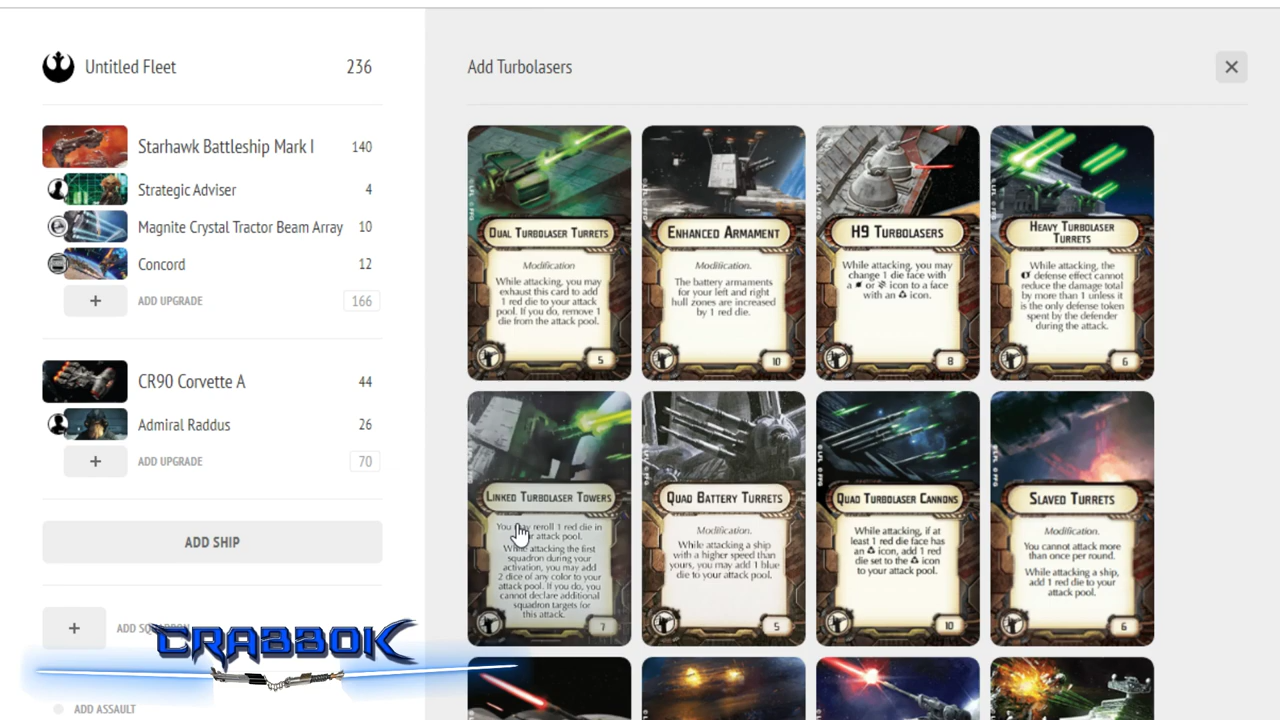 Untitled Fleet 236
Starhawk Battleship Mark I 140
Strategic Adviser 4
Magnite Crystal Tractor Beam Array 10
Concord 12
+ ADD UPGRADE 166
CR90 Corvette A 44
Admiral Raddus 26
+ ADD UPGRADE 70
ADD SHIP
+ ADD
CRABBOK
ADD ASSAULT
Add Turbolasers
DUAL TURBOLASER TURRETS
Modification
While attacking, you may
exhaust this card to add
1 red die to your attack
pool. If you do, remove 1
die from the attack pool.
5
ENHANCED ARMAMENT
Modification.
The battery armaments
for your left and right
hull zones are increased
by 1 red die.
10
H9 TURBOLASERS
While attacking, you may
change 1 die face with
a or icon to a face
with an icon.
8
HEAVY TURBOLASER
TURRETS
While attacking, the
defense effect cannot
reduce the damage total
by more than 1 unless it
is the only defense token
spent by the defender
during the attack.
6
LINKED TURBOLASER TOWERS
You may reroll 1 red die in
attack pool.
While attacking the first
squadron during your
activation, you may add
2 dice of any color to your
attack pool. If you do, you
cannot declare additional
squadron targets for
this attack.
7
QUAD BATTERY TURRETS
Modification.
While attacking a ship
with a higher speed than
yours, you may add 1 blue
die to your attack pool.
5
QUAD TURBOLASER CANNONS
While attacking, if at
least 1 red die face has
an icon, add 1 red
die set to the icon
to your attack pool.
10
SLAVED TURRETS
Modification.
You cannot attack more
than once per round.
While attacking a ship,
add 1 red die to your
attack pool.
6